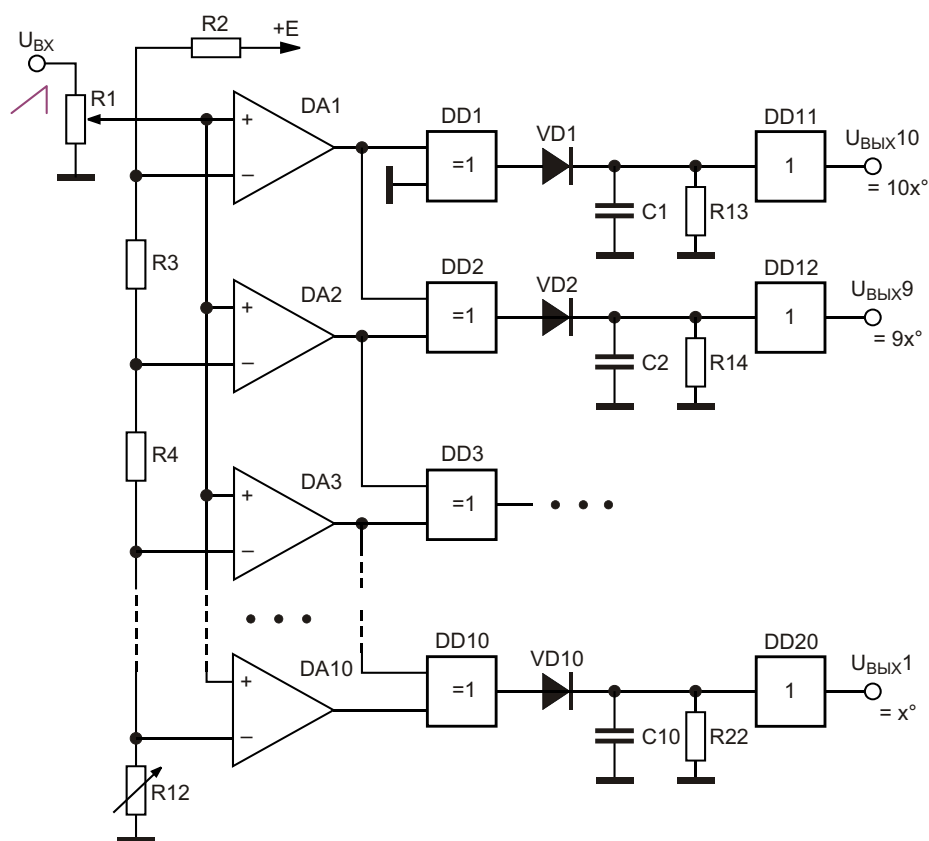 R2
+E
UВХ
R1
DA1
+
−
DD1
=1
VD1
DD11
1
UВЫХ10
= 10x°
C1
R13
R3
DA2
+
−
DD2
=1
VD2
DD12
1
UВЫХ9
= 9x°
C2
R14
R4
DA3
+
−
DD3
=1
DA10
+
−
DD10
=1
VD10
DD20
1
UВЫХ1
= x°
C10
R22
R12